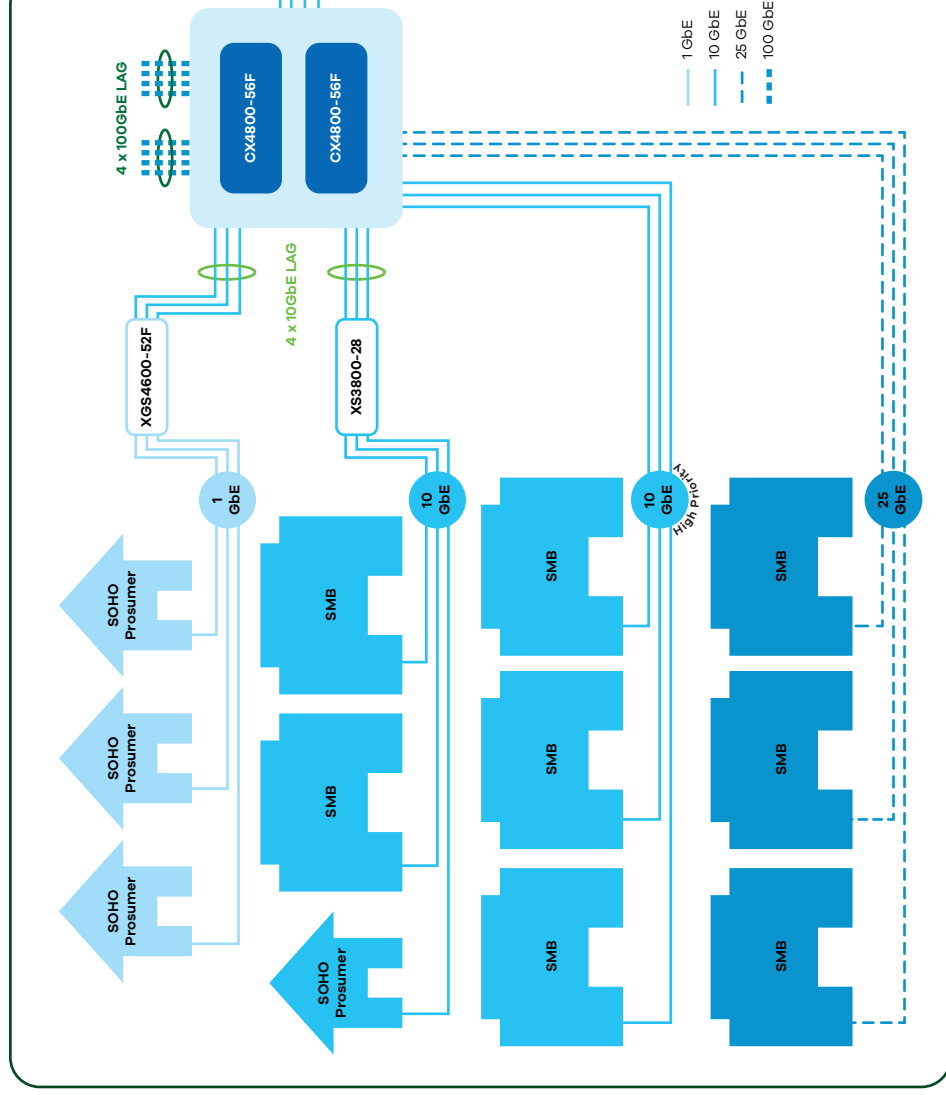 4 x 100GbE LAG
CX4800-56F
CX4800-56F
1 GbE
10 GbE
25 GbE
100 GbE
4 x 10GbE LAG
XGS4600-52F
XS3800-28
1
GbE
10
GbE
10
GbE
High Priority
25
GbE
SOHO
Prosumer
SOHO
Prosumer
SOHO
Prosumer
SMB
SMB
SOHO
Prosumer
SMB
SMB
SMB
SMB
SMB
SMB